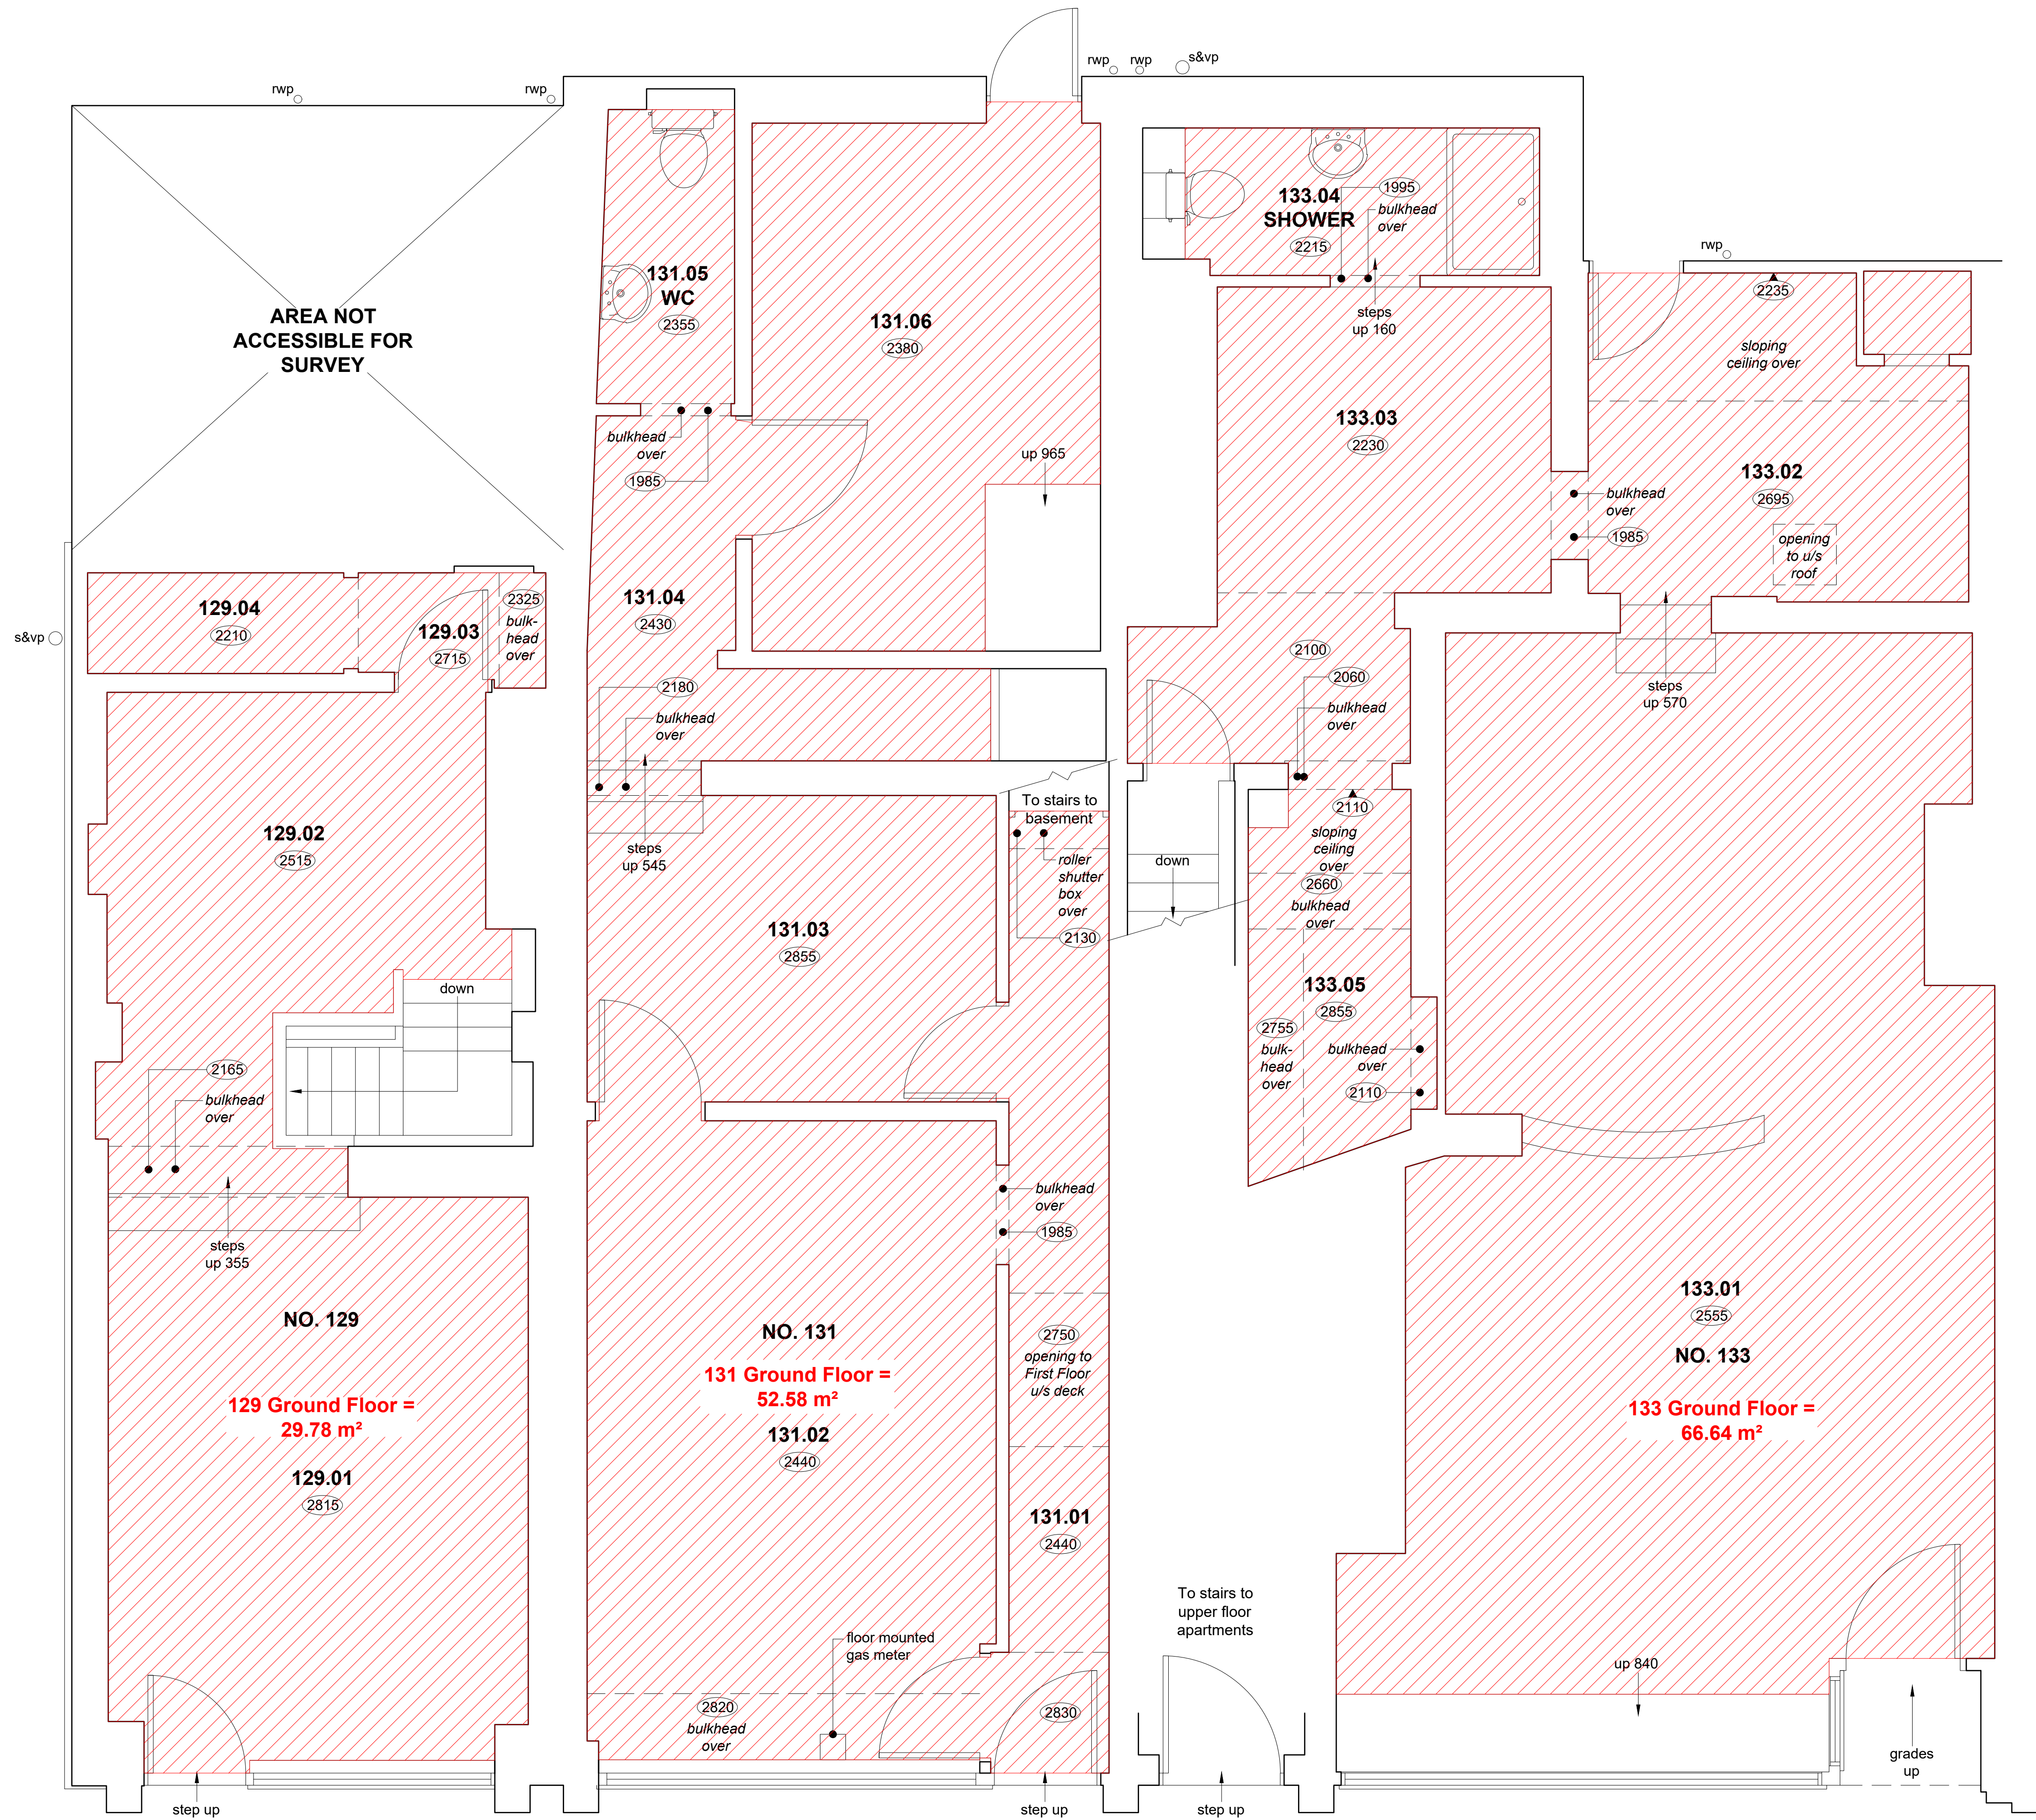 rwp
rwp
rwp
rwp
s&vp
rwp
AREA NOT
ACCESSIBLE FOR
SURVEY
131.05
WC
2355
131.06
2380
bulkhead
over
1985
up 965
131.04
2430
2180
bulkhead
over
steps
up 545
133.04
SHOWER
2215
1995
bulkhead
over
steps
up 160
2235
sloping
ceiling over
133.03
2230
133.02
2695
bulkhead
over
1985
opening
to u/s
roof
steps
up 570
s&vp
129.04
2210
129.03
2715
2325
bulk-
head
over
129.02
2515
down
2165
bulkhead
over
steps
up 355
NO. 129
129 Ground Floor =
29.78 m²
129.01
2815
step up
131.03
2855
To stairs to
basement
roller
shutter
box
over
2130
bulkhead
over
1985
NO. 131
131 Ground Floor =
52.58 m²
131.02
2440
2750
opening to
First Floor
u/s deck
131.01
2440
floor mounted
gas meter
2820
bulkhead
over
2830
step up
2100
2060
bulkhead
over
down
2110
sloping
ceiling
over
2660
bulkhead
over
133.05
2855
2755
bulk-
head
over
bulkhead
over
2110
To stairs to
upper floor
apartments
step up
133.01
2555
NO. 133
133 Ground Floor =
66.64 m²
up 840
grades
up